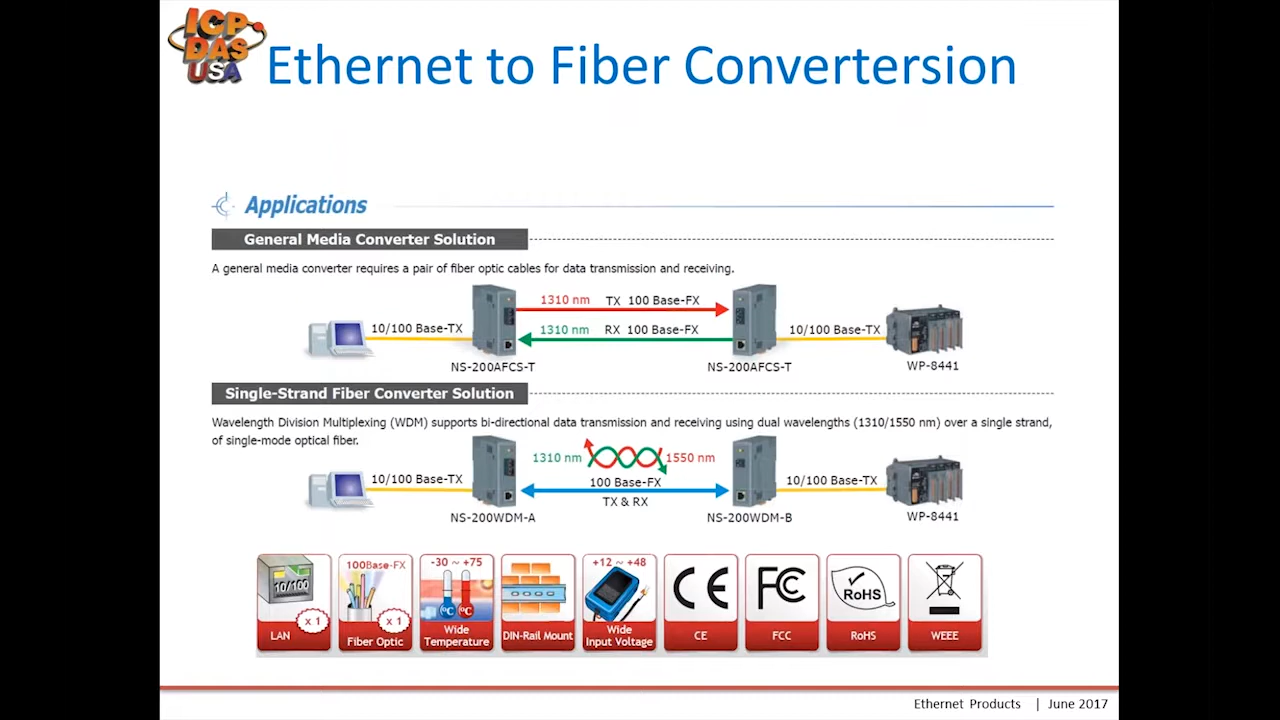 ICP
DAS
USA
Ethernet to Fiber Convertersion
Applications
General Media Converter Solution
A general media converter requires a pair of fiber optic cables for data transmission and receiving.
1310 nm TX 100 Base-FX
10/100 Base-TX
1310 nm RX 100 Base-FX
10/100 Base-TX
NS-200AFCS-T
NS-200AFCS-T
WP-8441
Single-Strand Fiber Converter Solution
Wavelength Division Multiplexing (WDM) supports bi-directional data transmission and receiving using dual wavelengths (1310/1550 nm) over a single strand,
of single-mode optical fiber.
1310 nm
1550 nm
10/100 Base-TX
100 Base-FX
10/100 Base-TX
TX & RX
NS-200WDM-A
NS-200WDM-B
WP-8441
10/100
x 1
LAN
100Base-FX
x 1
Fiber Optic
-30 ~ +75
°C °C
Wide
Temperature
DIN-Rail Mount
+12 ~ +48
Wide
Input Voltage
CE
CE
FC
FCC
RoHS
RoHS
WEEE
Ethernet Products | June 2017